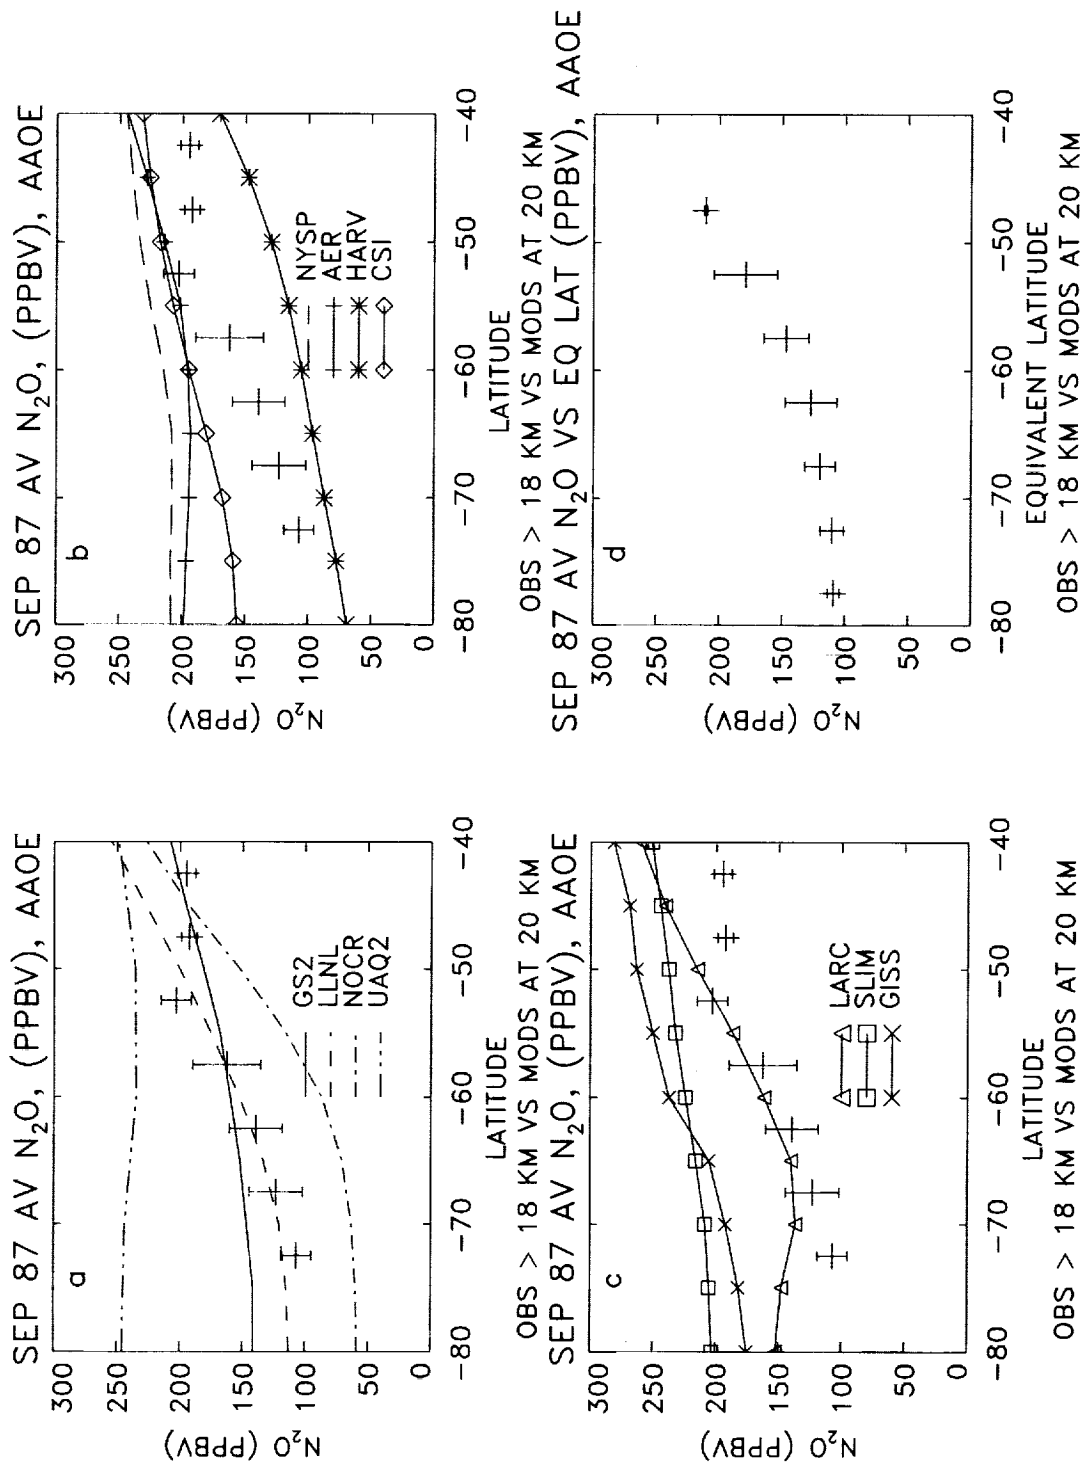 SEP 87 AV N₂O, (PPBV), AAOE
a
300
250
200
150
100
50
0
N₂O (PPBV)
GS2
LLNL
NOCR
UAQ2
-80
-70
-60
-50
-40
LATITUDE
OBS > 18 KM VS MODS AT 20 KM
SEP 87 AV N₂O, (PPBV), AAOE
b
300
250
200
150
100
50
0
N₂O (PPBV)
NYSP
AER
HARV
CSI
-80
-70
-60
-50
-40
LATITUDE
OBS > 18 KM VS MODS AT 20 KM
SEP 87 AV N₂O, (PPBV), AAOE
c
300
250
200
150
100
50
0
N₂O (PPBV)
LARC
SLIM
GISS
-80
-70
-60
-50
-40
LATITUDE
OBS > 18 KM VS MODS AT 20 KM
SEP 87 AV N₂O VS EQ LAT (PPBV), AAOE
d
300
250
200
150
100
50
0
N₂O (PPBV)
-80
-70
-60
-50
-40
EQUIVALENT LATITUDE
OBS > 18 KM VS MODS AT 20 KM